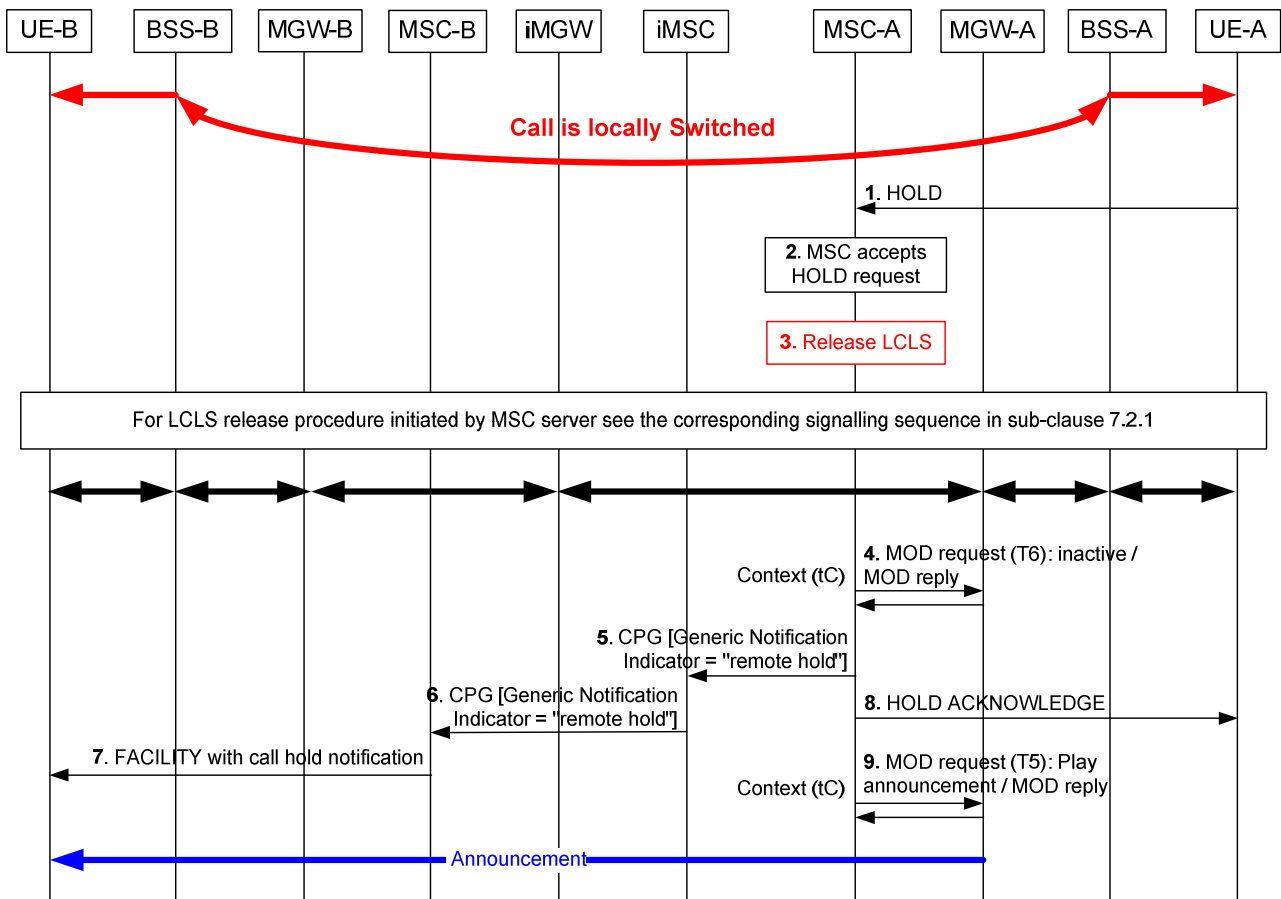 UE-B BSS-B MGW-B MSC-B iMGW iMSC MSC-A MGW-A BSS-A UE-A
Call is locally Switched
1. HOLD
2. MSC accepts
HOLD request
3. Release LCLS
For LCLS release procedure initiated by MSC server see the corresponding signalling sequence in sub-clause 7.2.1
4. MOD request (T6): inactive /
MOD reply
Context (tC)
5. CPG [Generic Notification
Indicator = "remote hold"]
6. CPG [Generic Notification
Indicator = "remote hold"]
8. HOLD ACKNOWLEDGE
7. FACILITY with call hold notification
9. MOD request (T5): Play
announcement / MOD reply
Context (tC)
Announcement